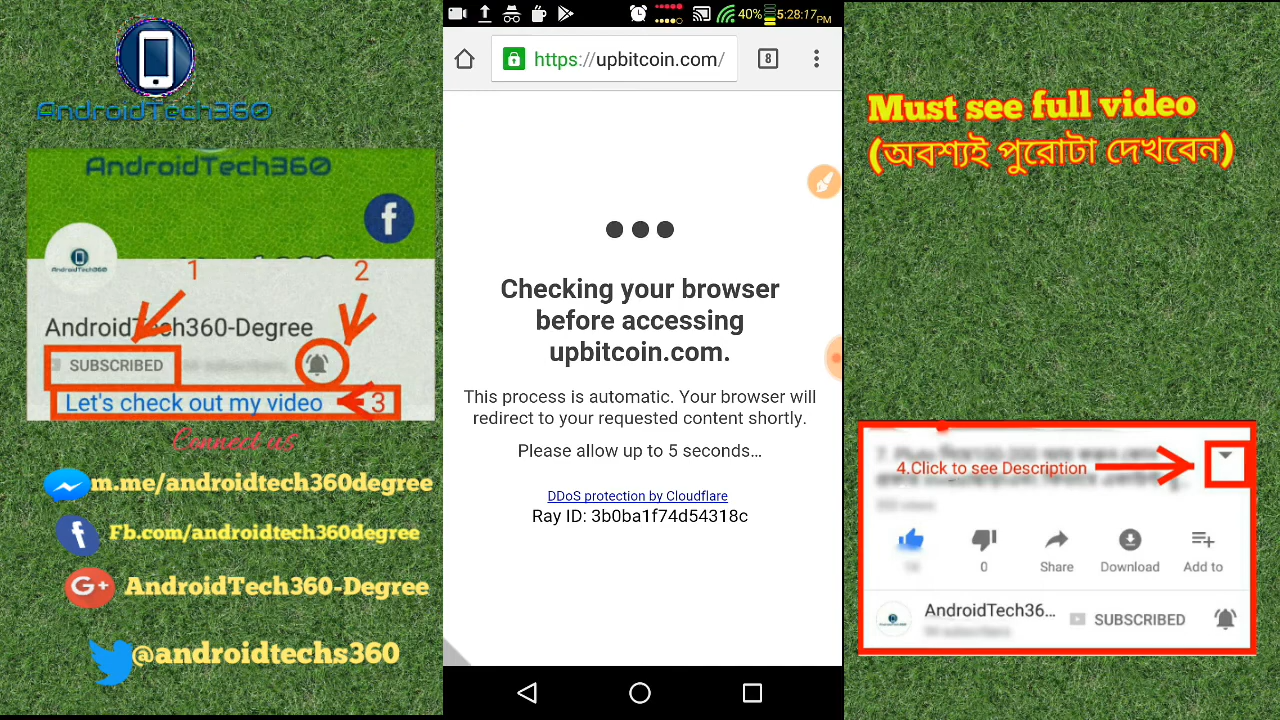 AndroidTech360
AndroidTech360
AndroidTech360
1
2
AndroidTech360-Degree
SUBSCRIBED
Let's check out my video
3
Connect us
m.me/androidtech360degree
Fb.com/androidtech360degree
G+ AndroidTech360-Degree
@androidtechs360
40% 5:28:17PM
https://upbitcoin.com/
8
Checking your browser
before accessing
upbitcoin.com.
This process is automatic. Your browser will
redirect to your requested content shortly.
Please allow up to 5 seconds…
DDoS protection by Cloudflare
Ray ID: 3b0ba1f74d54318c
Must see full video
(অবশ্যই পুরোটা দেখবেন)
4.Click to see Description
0
Share
Download
Add to
AndroidTech36...
SUBSCRIBED